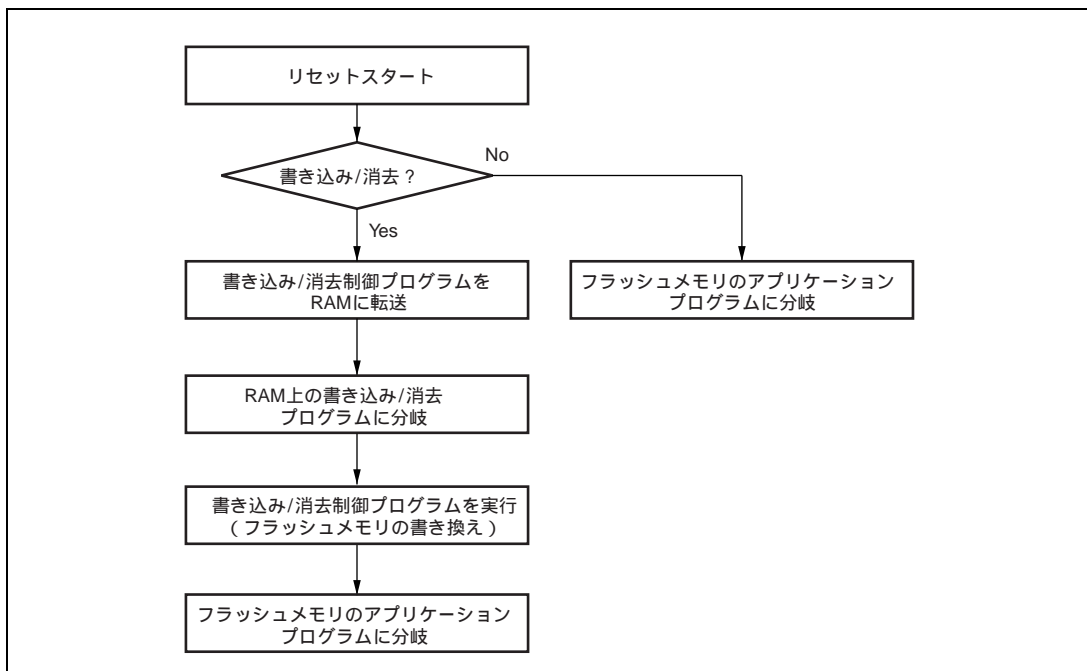 リセットスタート
書き込み/消去？
No
Yes
書き込み/消去制御プログラムを
RAMに転送
フラッシュメモリのアプリケーション
プログラムに分岐
RAM上の書き込み/消去
プログラムに分岐
書き込み/消去制御プログラムを実行
（フラッシュメモリの書き換え）
フラッシュメモリのアプリケーション
プログラムに分岐